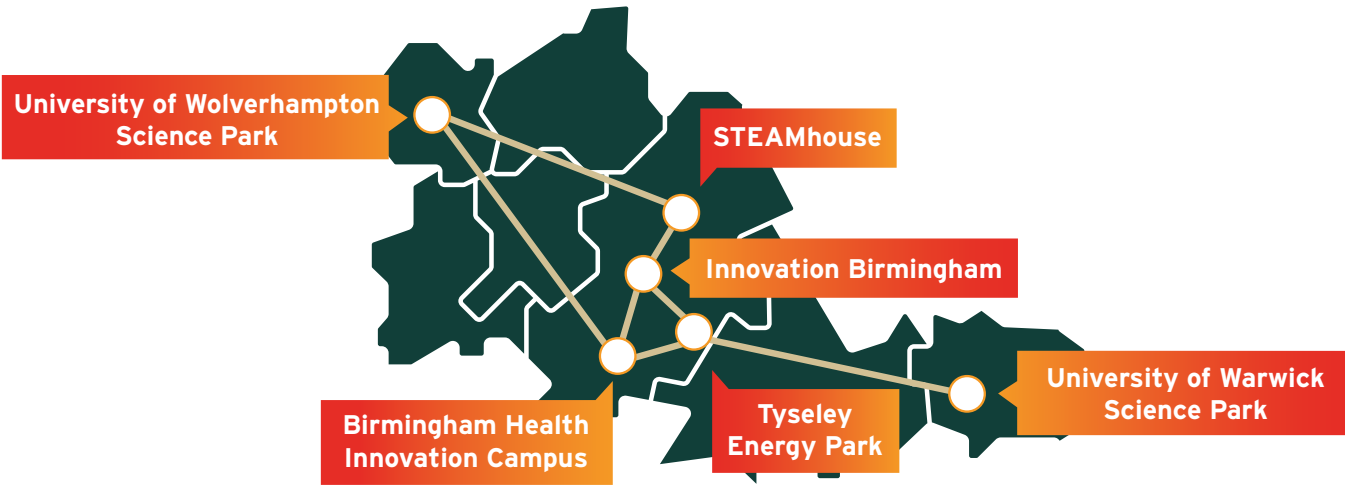 University of Wolverhampton
Science Park
STEAMhouse
Innovation Birmingham
University of Warwick
Science Park
Birmingham Health
Innovation Campus
Tyseley
Energy Park